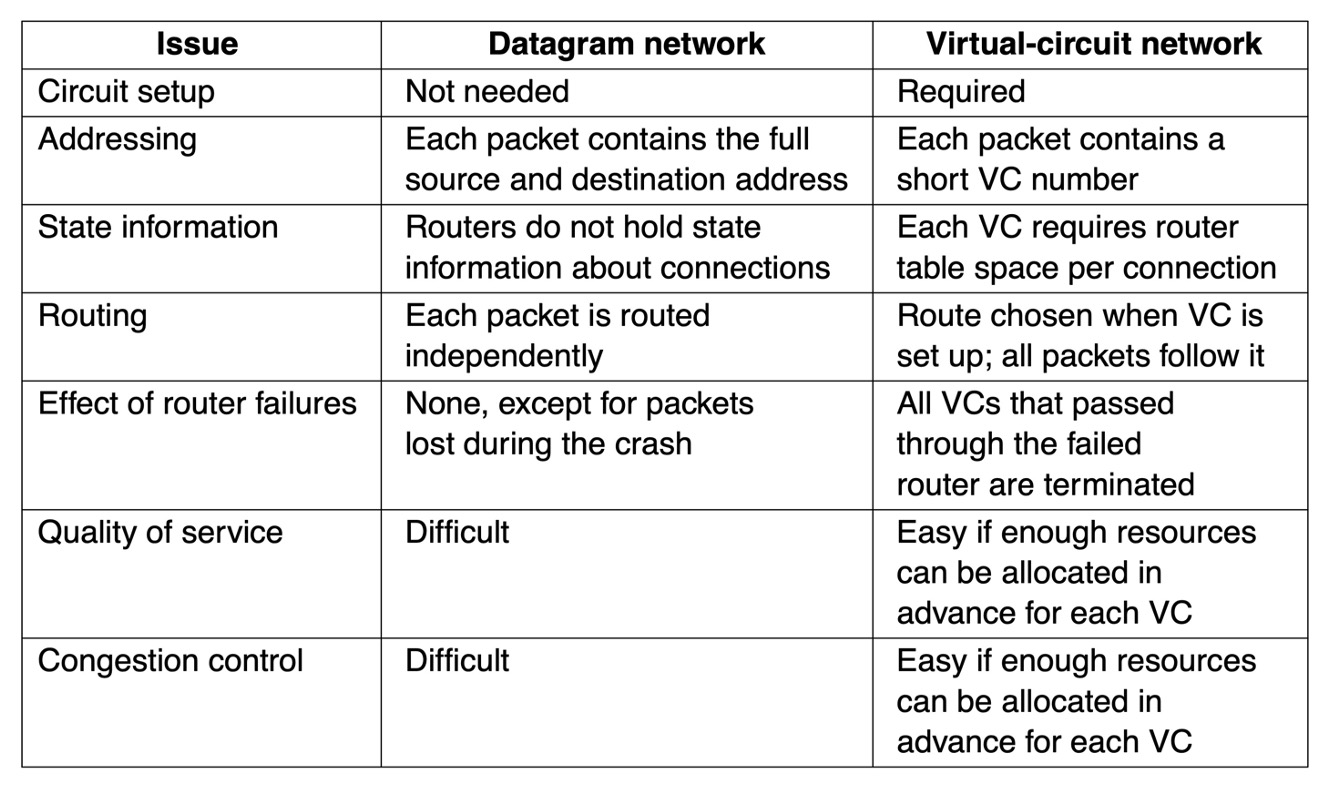 Issue Datagram network Virtual-circuit network
Circuit setup Not needed Required
Addressing Each packet contains the full Each packet contains a
source and destination address short VC number
State information Routers do not hold state Each VC requires router
information about connections table space per connection
Routing Each packet is routed Route chosen when VC is
independently set up; all packets follow it
Effect of router failures None, except for packets All VCs that passed
lost during the crash through the failed
router are terminated
Quality of service Difficult Easy if enough resources
can be allocated in
advance for each VC
Congestion control Difficult Easy if enough resources
can be allocated in
advance for each VC